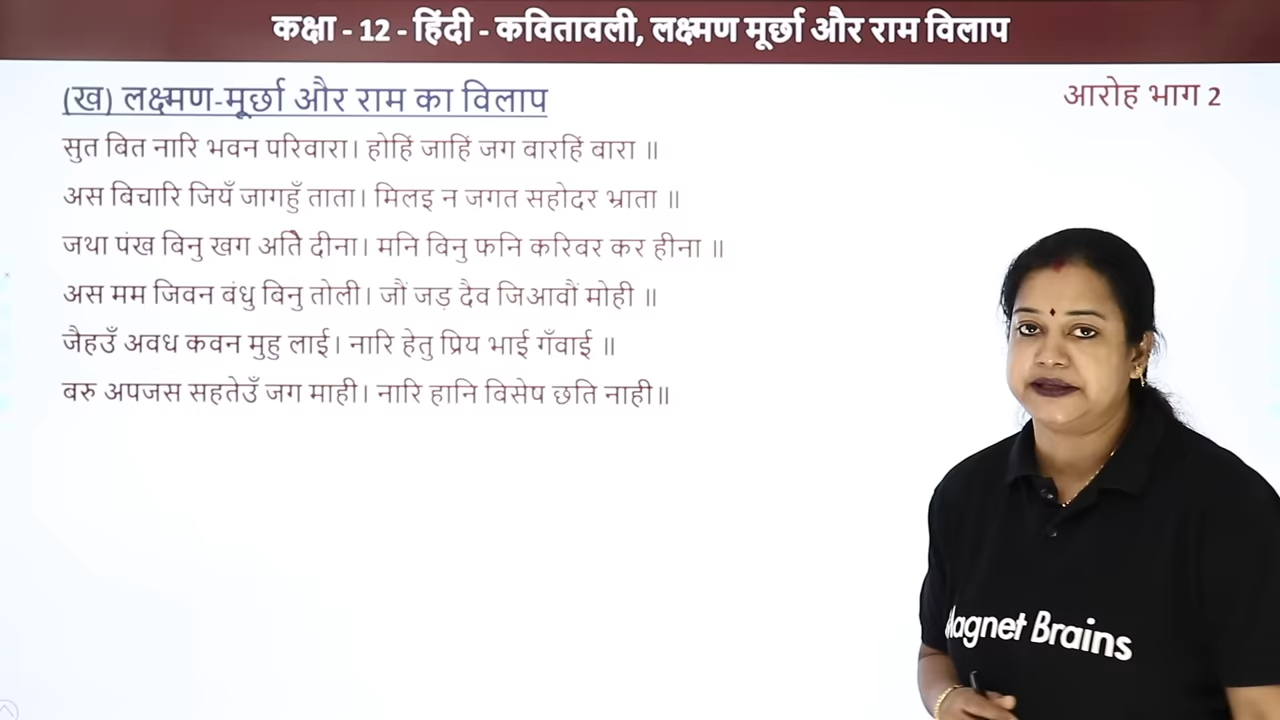 कक्षा - 12 - हिंदी - कवितावली, लक्ष्मण मूर्छा और राम विलाप
(ख) लक्ष्मण-मूर्छा और राम का विलाप
आरोह भाग 2
सुत बित नारि भवन परिवारा। होहिं जाहिं जग बारहिं बारा ॥
अस बिचारि जियँ जागहुँ ताता। मिलइ न जगत सहोदर भ्राता ॥
जथा पंख बिनु खग अति दीना। मनि बिनु फनि करिबर कर हीना ॥
अस मम जिवन बंधु बिनु तोली। जौं जड़ दैव जिआवौं मोही ॥
जैहउँ अवध कवन मुहु लाई। नारि हेतु प्रिय भाई गँवाई ॥
बरु अपजस सहतेउँ जग माही। नारि हानि बिसेष छति नाही॥
Magnet Brains